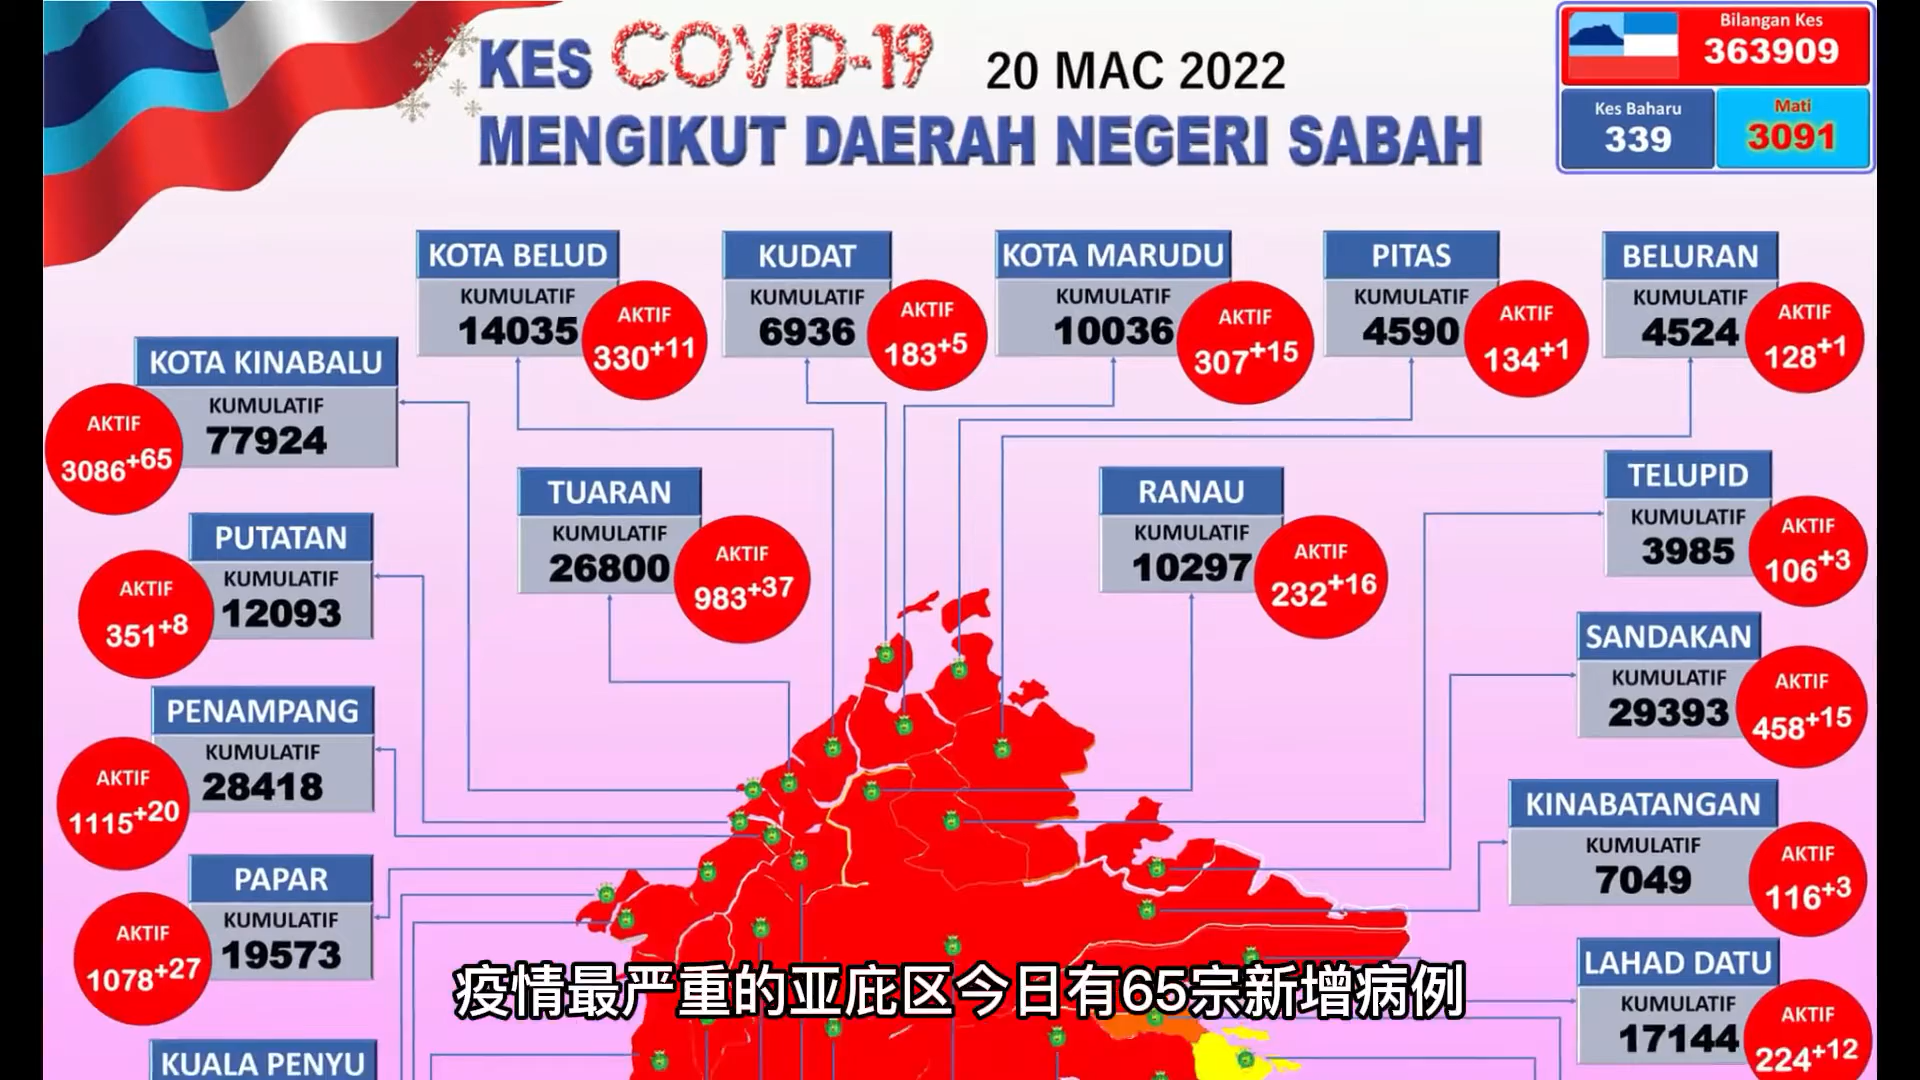 KES COVID-19 20 MAC 2022
MENGIKUT DAERAH NEGERI SABAH
Bilangan Kes
363909
Kes Baharu
339
Mati
3091
KOTA BELUD
KUMULATIF
14035
AKTIF
330+11
KUDAT
KUMULATIF
6936
AKTIF
183+5
KOTA MARUDU
KUMULATIF
10036
AKTIF
307+15
PITAS
KUMULATIF
4590
AKTIF
134+1
BELURAN
KUMULATIF
4524
AKTIF
128+1
KOTA KINABALU
KUMULATIF
77924
AKTIF
3086+65
TUARAN
KUMULATIF
26800
AKTIF
983+37
RANAU
KUMULATIF
10297
AKTIF
232+16
TELUPID
KUMULATIF
3985
AKTIF
106+3
PUTATAN
KUMULATIF
12093
AKTIF
351+8
SANDAKAN
KUMULATIF
29393
AKTIF
458+15
PENAMPANG
KUMULATIF
28418
AKTIF
1115+20
KINABATANGAN
KUMULATIF
7049
AKTIF
116+3
PAPAR
KUMULATIF
19573
AKTIF
1078+27
LAHAD DATU
KUMULATIF
17144
AKTIF
224+12
KUALA PENYU
疫情最严重的亚庇区今日有65宗新增病例